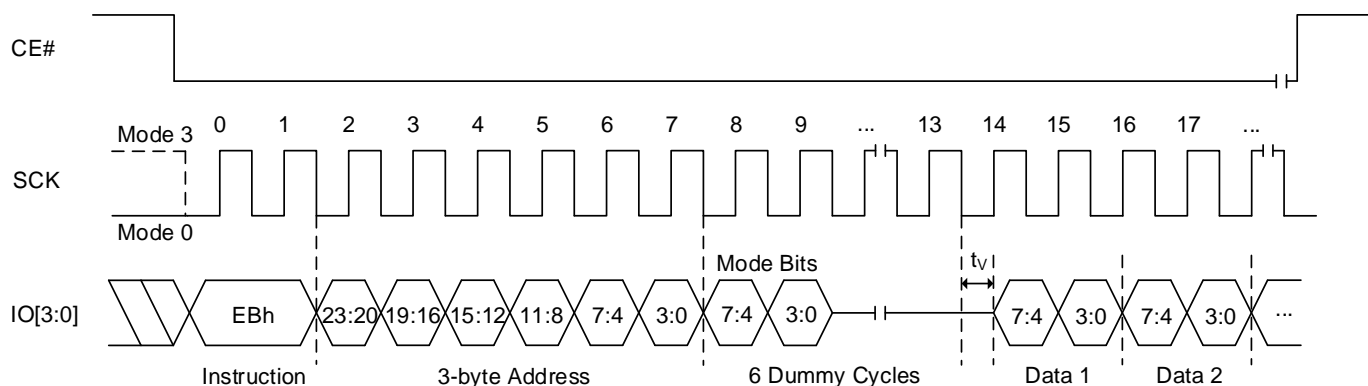 CE#
0 1 2 3 4 5 6 7 8 9 ... 13 14 15 16 17 ...
Mode 3
SCK
Mode 0
Mode Bits
tV
IO[3:0] EBh 23:20 19:16 15:12 11:8 7:4 3:0 7:4 3:0 7:4 3:0 7:4 3:0 ...
Instruction 3-byte Address 6 Dummy Cycles Data 1 Data 2